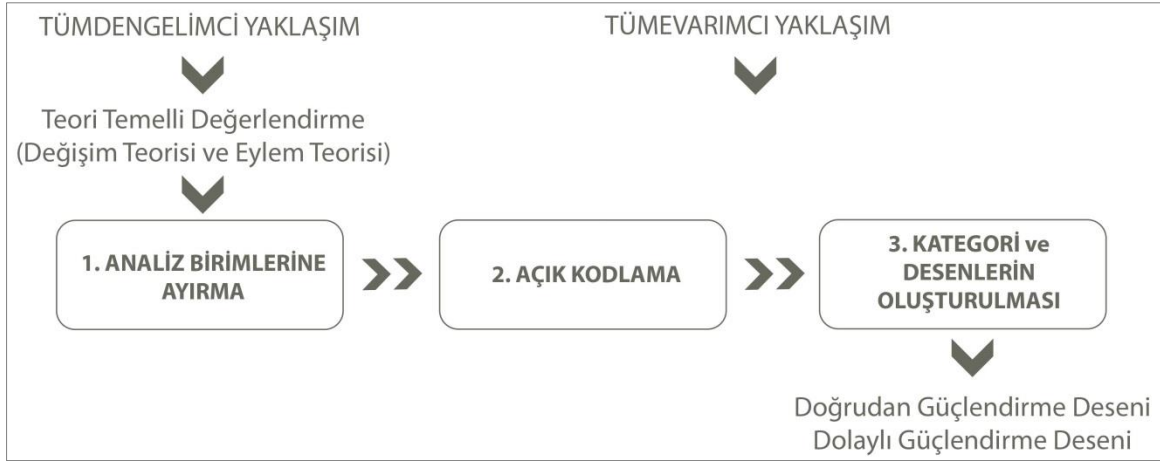 TÜMDENGELİMCİ YAKLAŞIM
TÜMEVARIMCI YAKLAŞIM
Teori Temelli Değerlendirme
(Değişim Teorisi ve Eylem Teorisi)
1. ANALİZ BİRİMLERİNE
AYIRMA
2. AÇIK KODLAMA
3. KATEGORİ ve
DESENLERİN
OLUŞTURULMASI
Doğrudan Güçlendirme Deseni
Dolaylı Güçlendirme Deseni